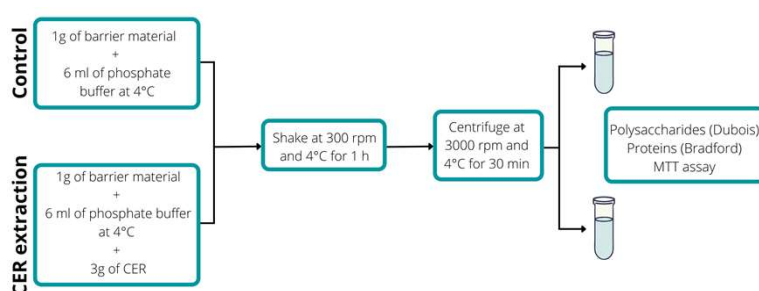 Control
1g of barrier material
+
6 ml of phosphate
buffer at 4°C
CER extraction
1g of barrier material
+
6 ml of phosphate buffer
at 4°C
+
3g of CER
Shake at 300 rpm
and 4°C for 1 h
Centrifuge at
3000 rpm and
4°C for 30 min
Polysaccharides (Dubois)
Proteins (Bradford)
MTT assay